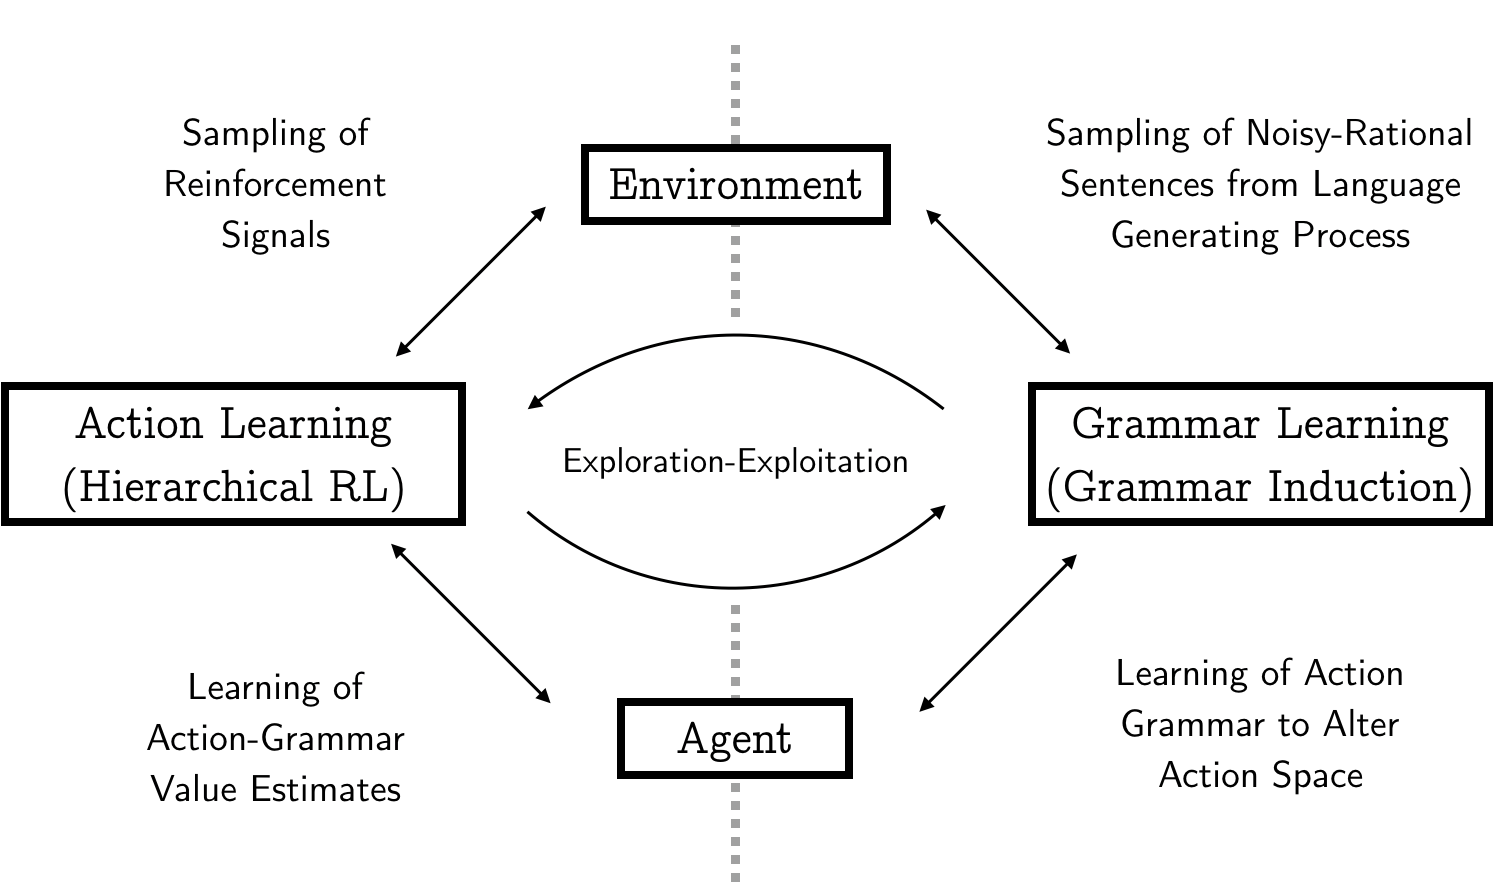 Sampling of
Reinforcement
Signals
Environment
Sampling of Noisy-Rational
Sentences from Language
Generating Process
Action Learning
(Hierarchical RL)
Exploration-Exploitation
Grammar Learning
(Grammar Induction)
Learning of
Action-Grammar
Value Estimates
Agent
Learning of Action
Grammar to Alter
Action Space